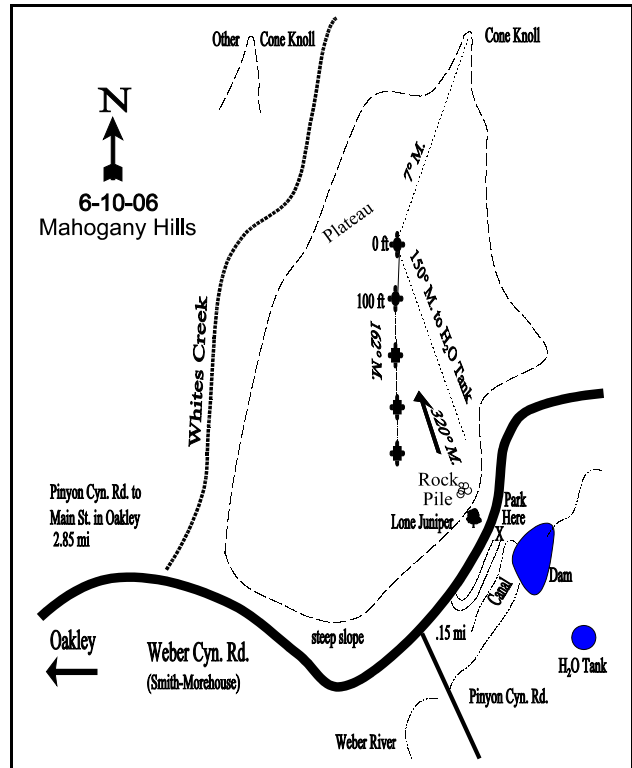 Other
Cone Knoll
Cone Knoll
N
6-10-06
Mahogany Hills
7° M.
Plateau
0 ft
100 ft
150° M. to H₂O Tank
162° M.
Whites Creek
320° M.
Rock
Pile
Lone Juniper
Park
Here
X
Pinyon Cyn. Rd. to
Main St. in Oakley
2.85 mi
Dam
Canal
.15 mi
steep slope
Oakley
Weber Cyn. Rd.
(Smith-Morehouse)
H₂O Tank
Pinyon Cyn. Rd.
Weber River